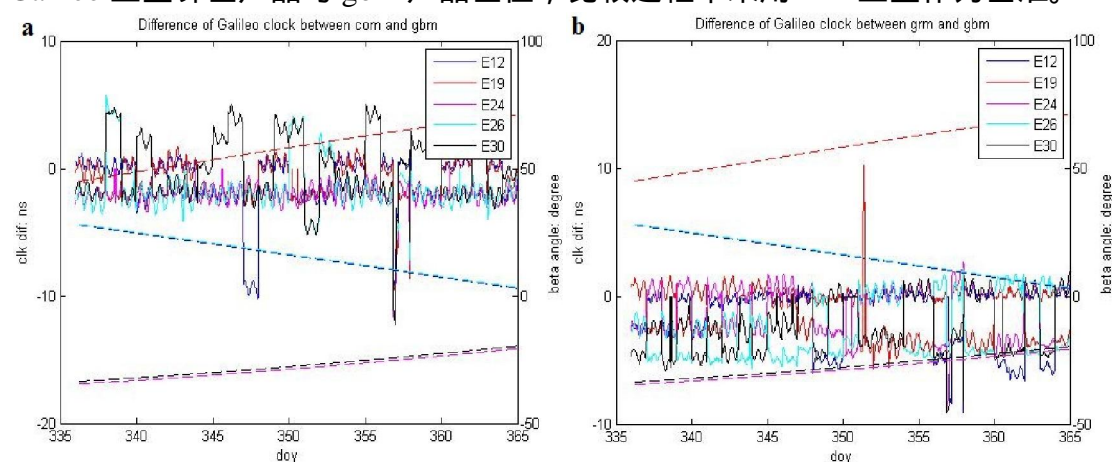 a
Difference of Galileo clock between com and gbm
10
0
-10
-20
clk dif: ns
100
50
0
-50
beta angle: degree
335
340
345
350
355
360
365
doy
E12
E19
E24
E26
E30
b
Difference of Galileo clock between grm and gbm
20
10
0
-10
clk dif: ns
100
50
0
-50
beta angle: degree
335
340
345
350
355
360
365
doy
E12
E19
E24
E26
E30